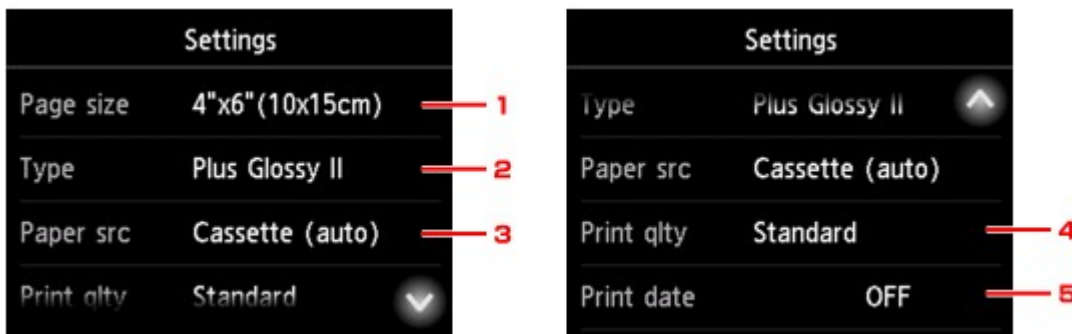 Settings
Page size 4"x6"(10x15cm) 1
Type Plus Glossy II 2
Paper src Cassette (auto) 3
Print qlty Standard
Settings
Type Plus Glossy II
Paper src Cassette (auto)
Print qlty Standard 4
Print date OFF 5